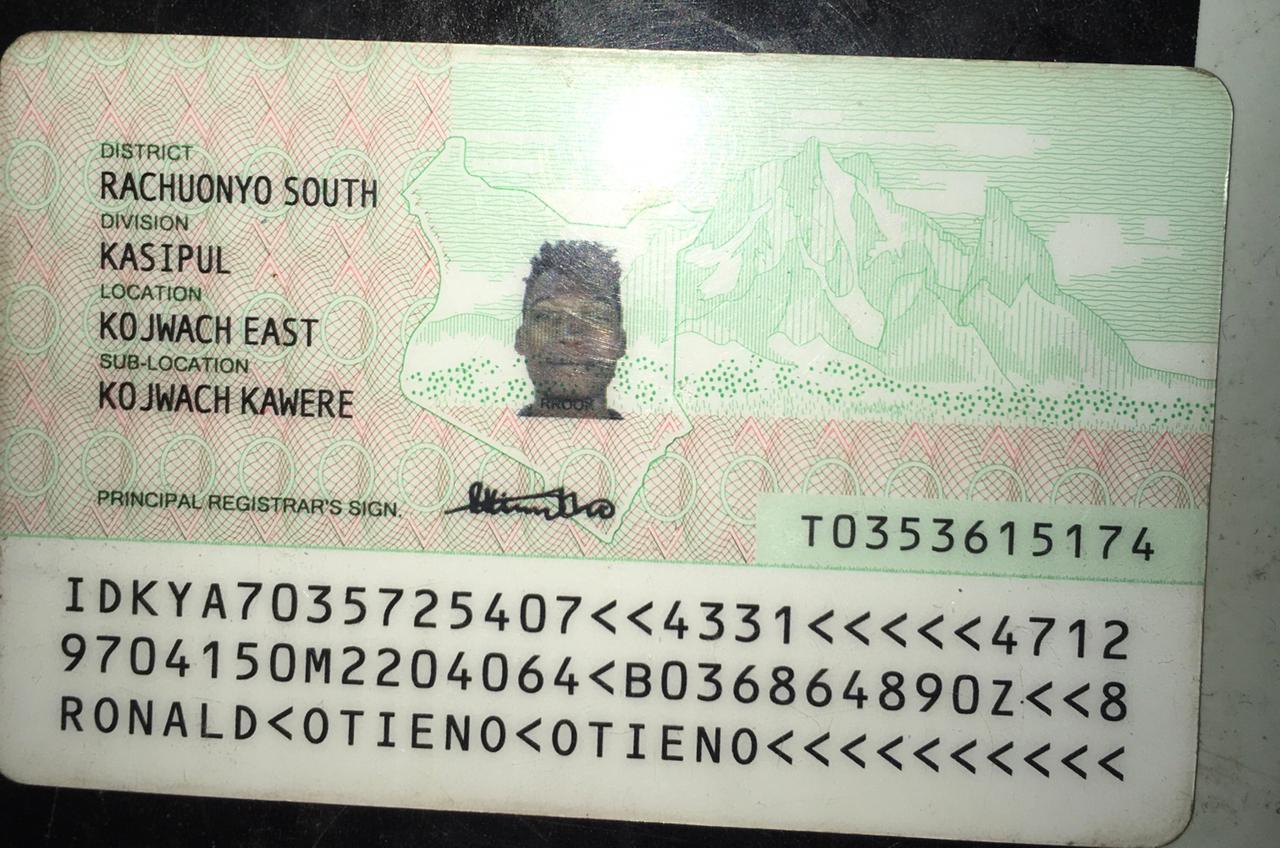 DISTRICT
RACHUONYO SOUTH
DIVISION
KASIPUL
LOCATION
KOJWACH EAST
SUB-LOCATION
KOJWACH KAWERE
PRINCIPAL REGISTRAR'S SIGN.
T0353615174
IDKYA7035725407<<4331<<<<<4712
9704150M2204064<B036864890Z<<8
RONALD<OTIENO<OTIENO<<<<<<<<<<